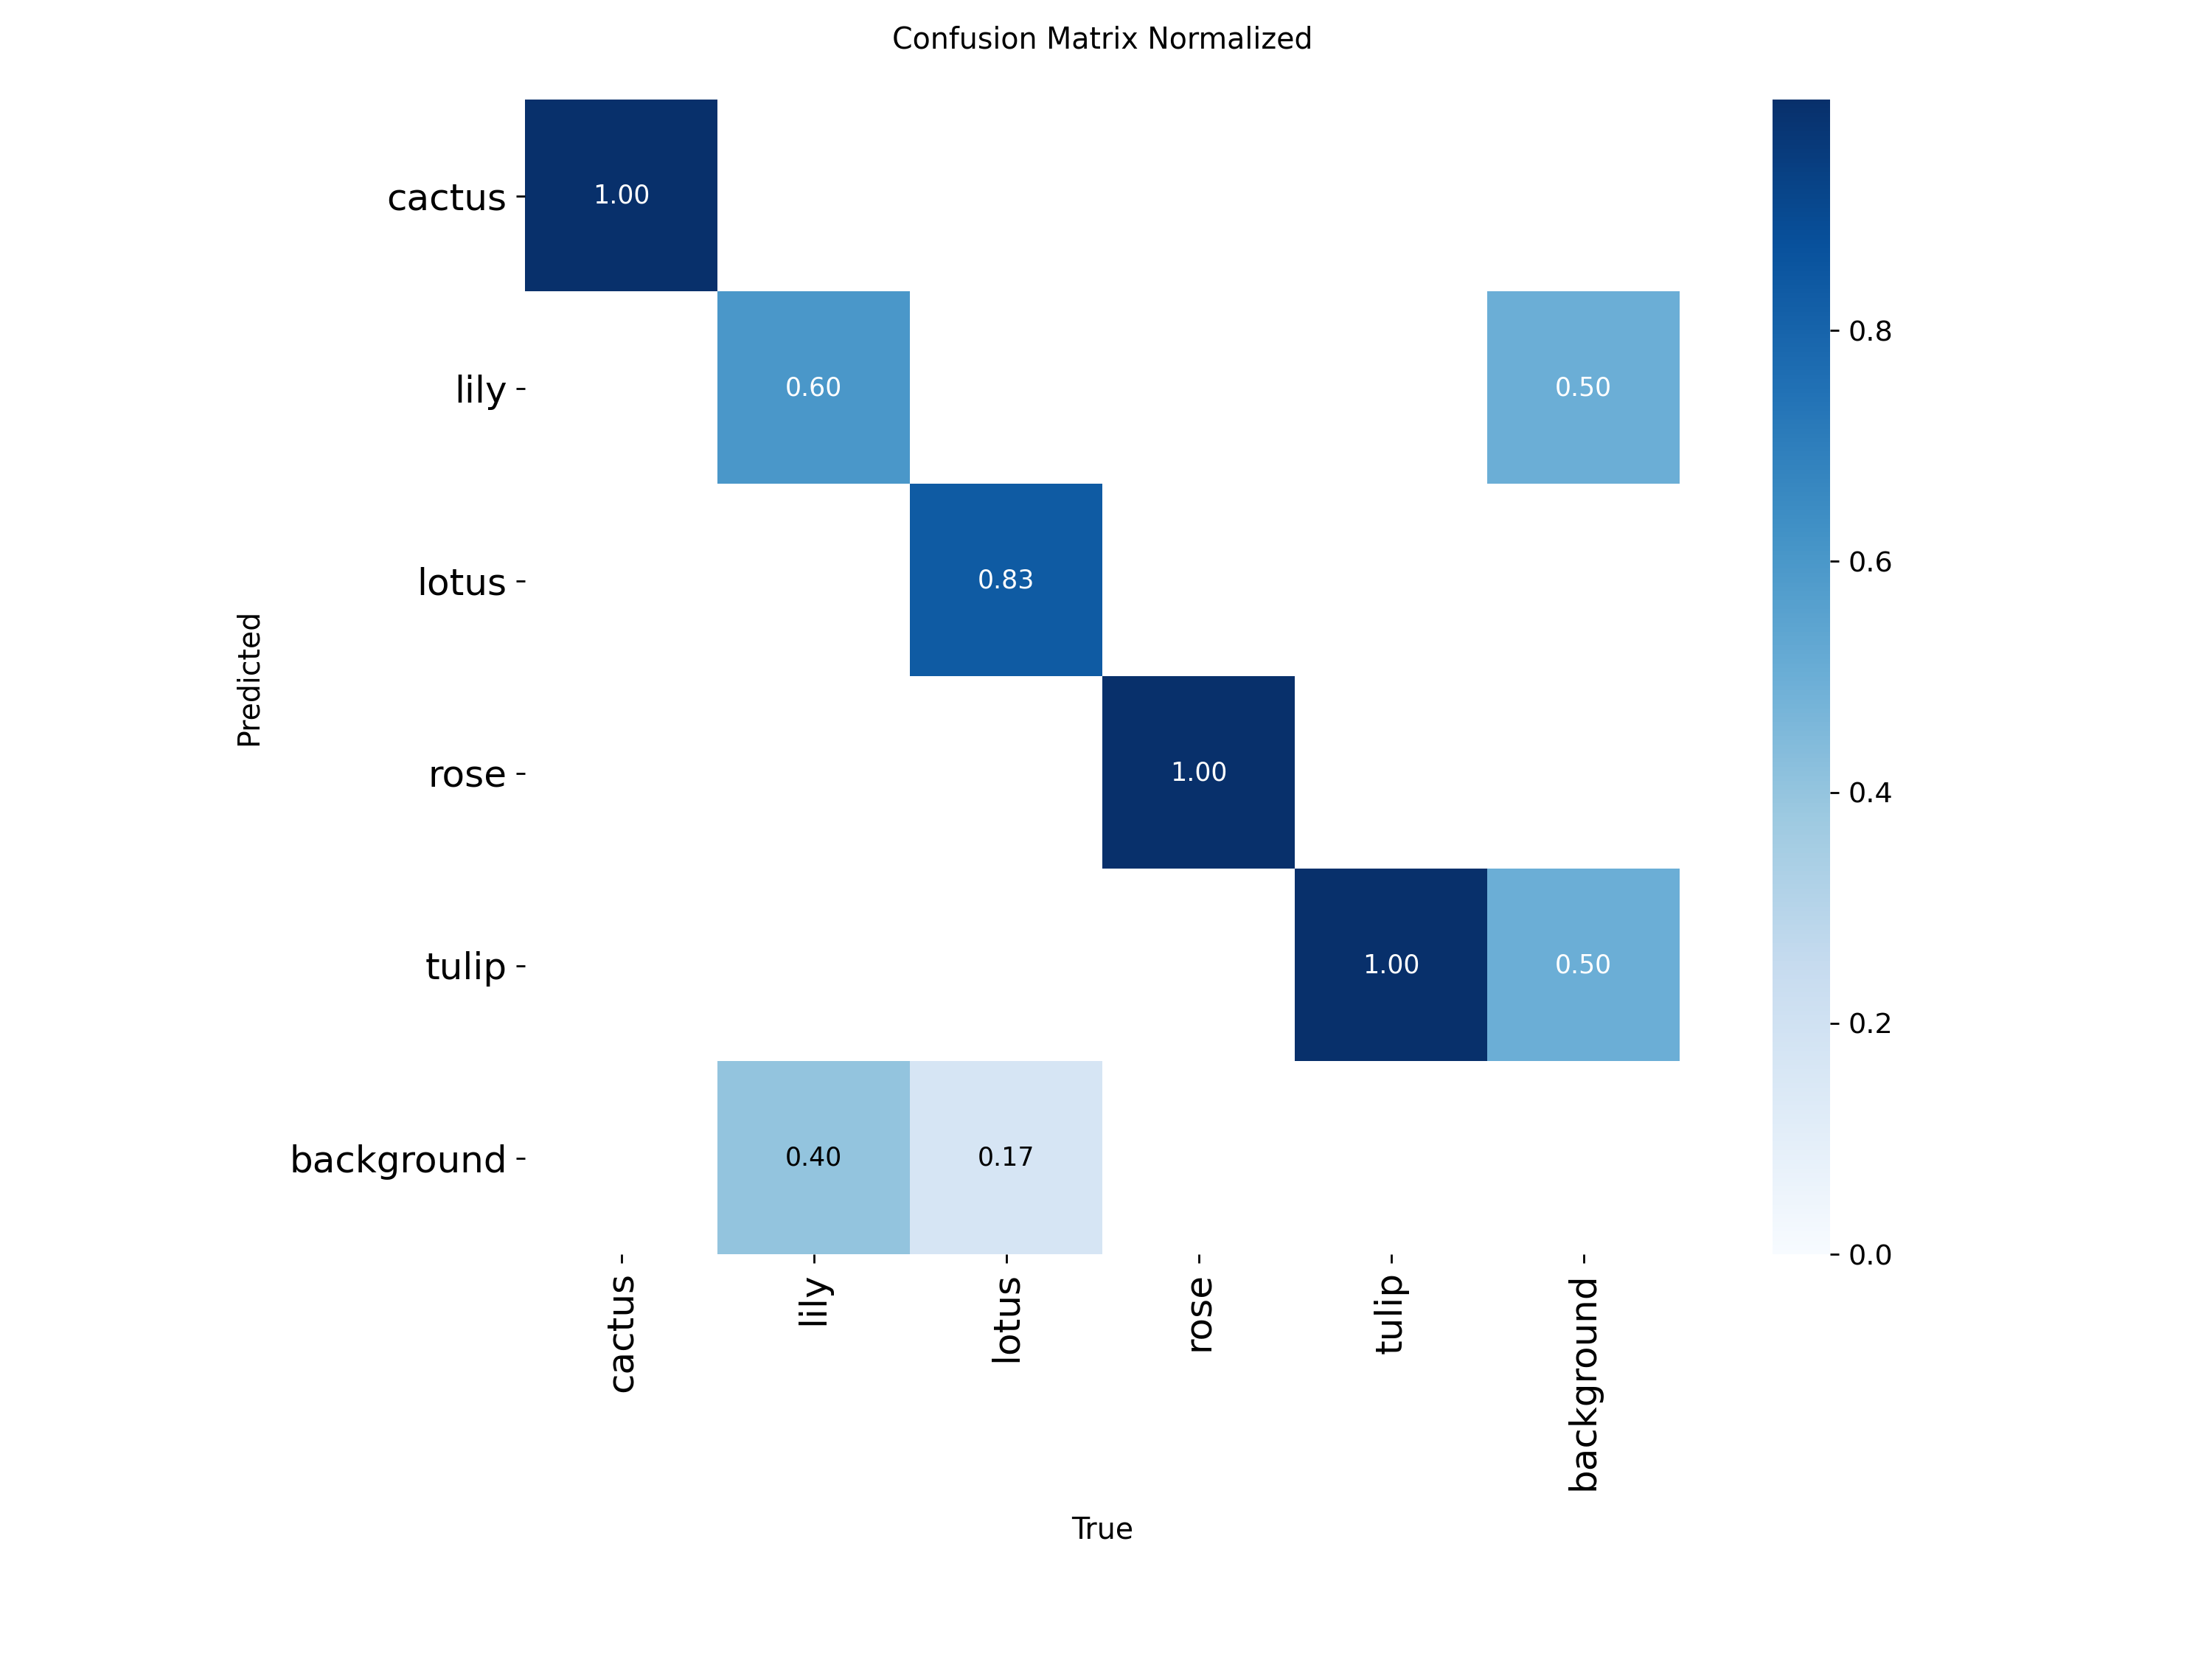 Confusion Matrix Normalized
cactus
1.00
lily
0.60
0.50
0.8
lotus
0.83
0.6
Predicted
rose
1.00
0.4
tulip
1.00
0.50
0.2
background
0.40
0.17
0.0
cactus
lily
lotus
rose
tulip
background
True